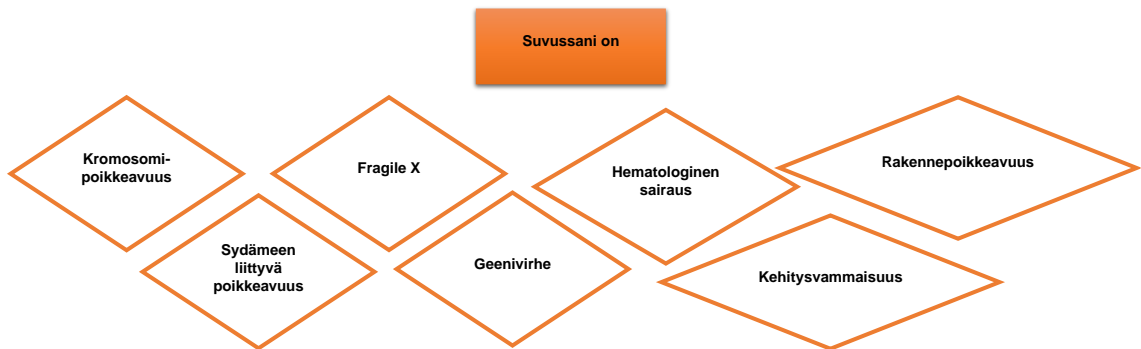 Suvussani on
Kromosomi-
poikkeavuus
Fragile X
Hematologinen
sairaus
Rakennepoikkeavuus
Sydämeen
liittyvä
poikkeavuus
Geenivirhe
Kehitysvammaisuus